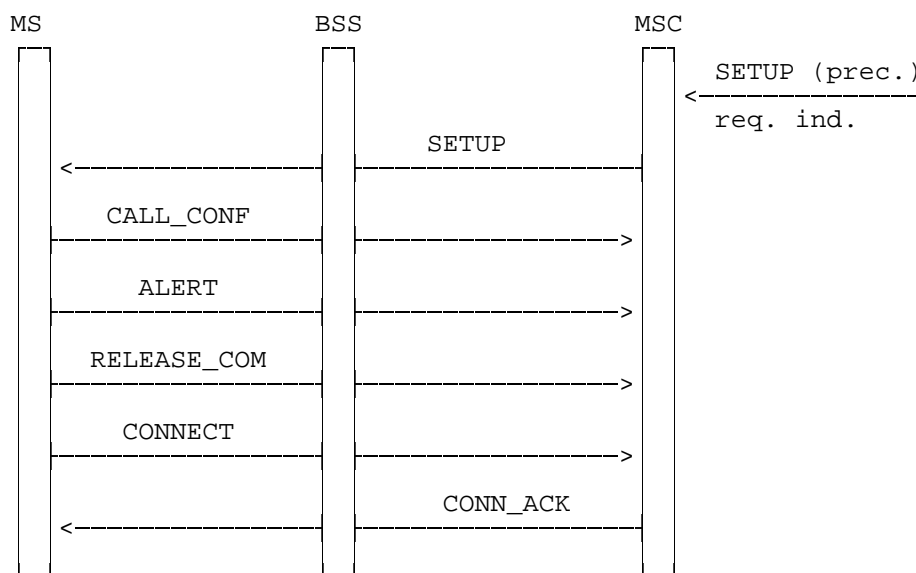 MS BSS MSC
SETUP (prec.)
req. ind.
SETUP
CALL_CONF
ALERT
RELEASE_COM
CONNECT
CONN_ACK